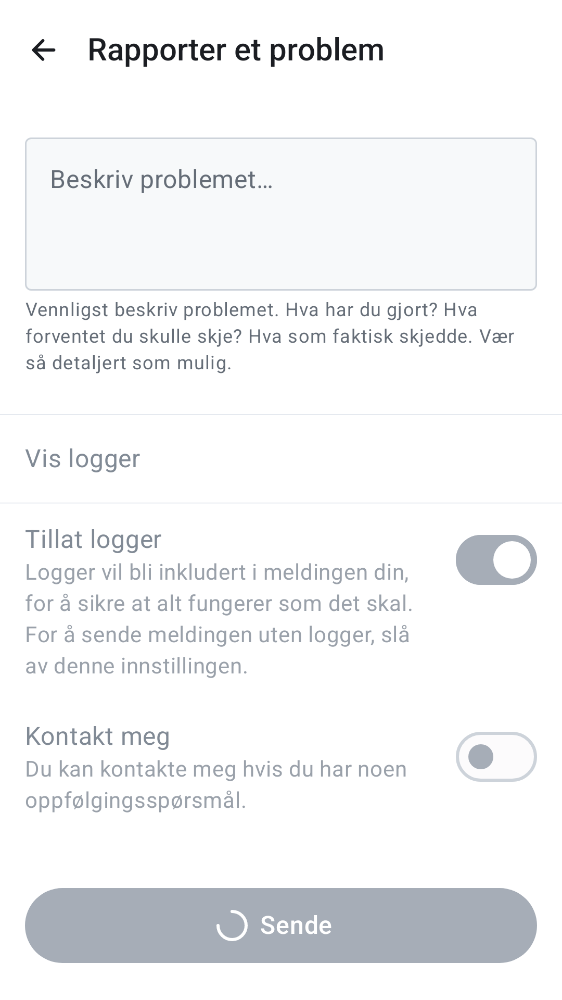 Rapporter et problem
Beskriv problemet…
Vennligst beskriv problemet. Hva har du gjort? Hva
forventet du skulle skje? Hva som faktisk skjedde. Vær
så detaljert som mulig.
Vis logger
Tillat logger
Logger vil bli inkludert i meldingen din,
for å sikre at alt fungerer som det skal.
For å sende meldingen uten logger, slå
av denne innstillingen.
Kontakt meg
Du kan kontakte meg hvis du har noen
oppfølgingsspørsmål.
Sende